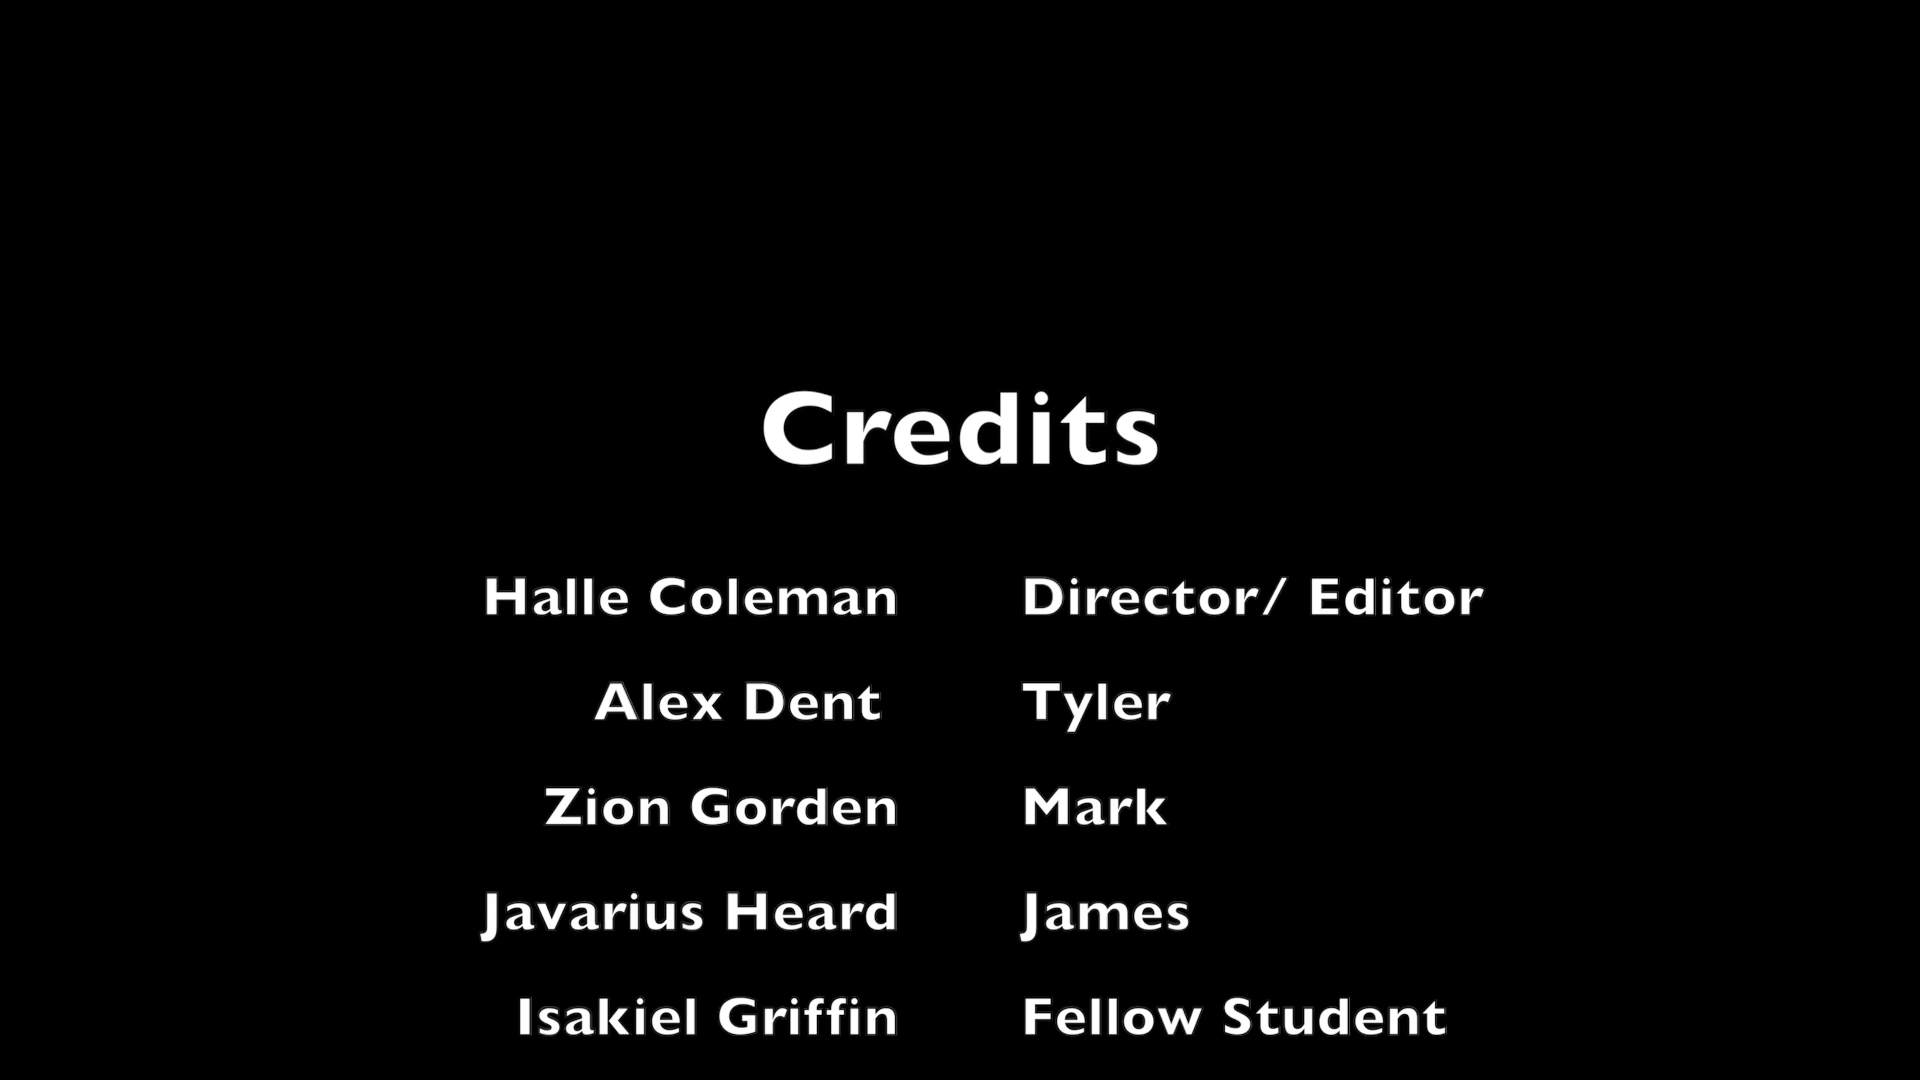 Credits
Halle Coleman Director/ Editor
Alex Dent Tyler
Zion Gorden Mark
Javarius Heard James
Isakiel Griffin Fellow Student